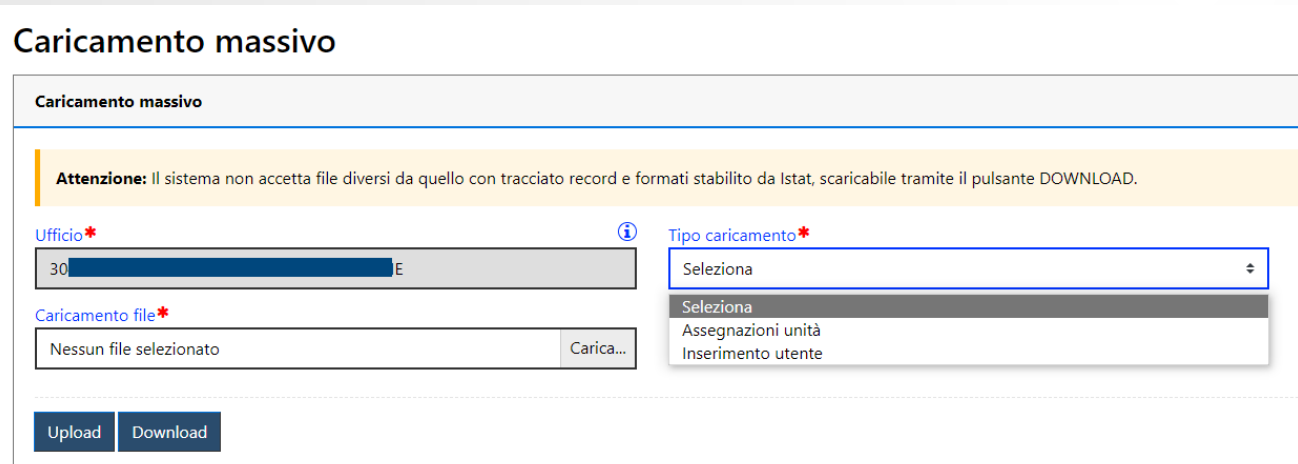 Caricamento massivo
Caricamento massivo
Attenzione: Il sistema non accetta file diversi da quello con tracciato record e formati stabilito da Istat, scaricabile tramite il pulsante DOWNLOAD.
Ufficio*
Tipo caricamento*
30 E
Seleziona
Caricamento file*
Seleziona
Assegnazioni unità
Inserimento utente
Nessun file selezionato Carica...
Upload Download